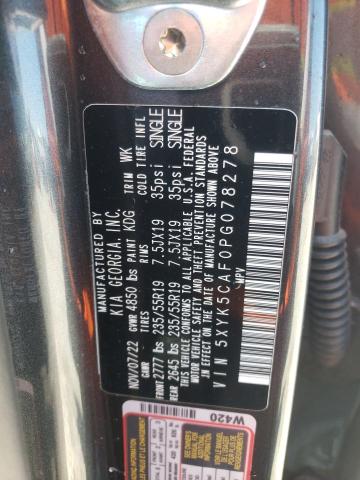 MANUFACTURED BY
KIA GEORGIA, INC.
NOV/07/22 GVWR 4850 lbs PAINT KDG TRIM WK
GAWR TIRES RIMS COLD TIRE INFL
FRONT 2777 lbs 235/55R19 7.5JX19 35psi SINGLE
REAR 2645 lbs 235/55R19 7.5JX19 35psi SINGLE
THIS VEHICLE CONFORMS TO ALL APPLICABLE U.S.A. FEDERAL
SAFETY AND THEFT PREVENTION STANDARDS
IN EFFECT ON THE DATE OF MANUFACTURE SHOWN ABOVE.
VIN 5XYK5CAF0PG078278
MPV
W420